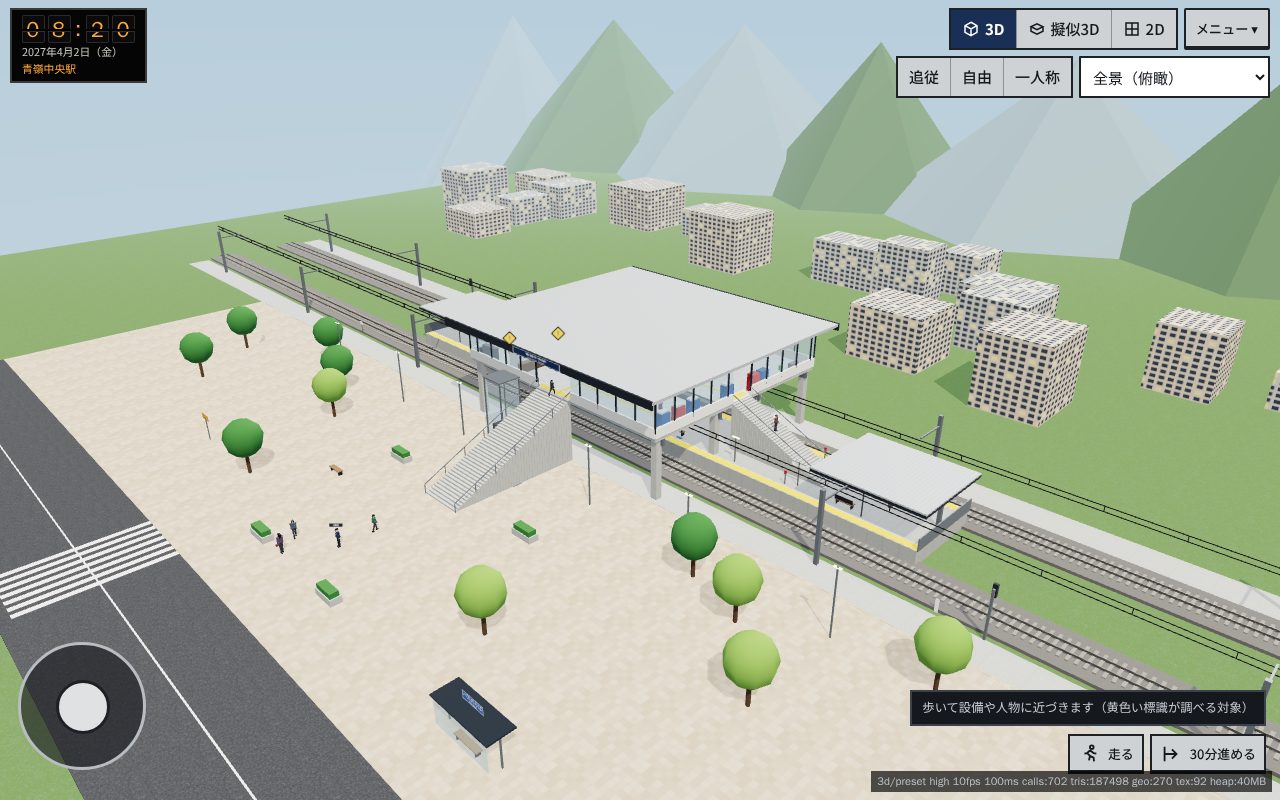 08:20
2027年4月2日（金）
青嶺中央駅
3D
擬似3D
2D
メニュー ▾
追従
自由
一人称
全景（俯瞰）
歩いて設備や人物に近づきます（黄色い標識が調べる対象）
走る
30分進める
3d/preset high 10fps 100ms calls:702 tris:187498 geo:270 tex:92 heap:40MB